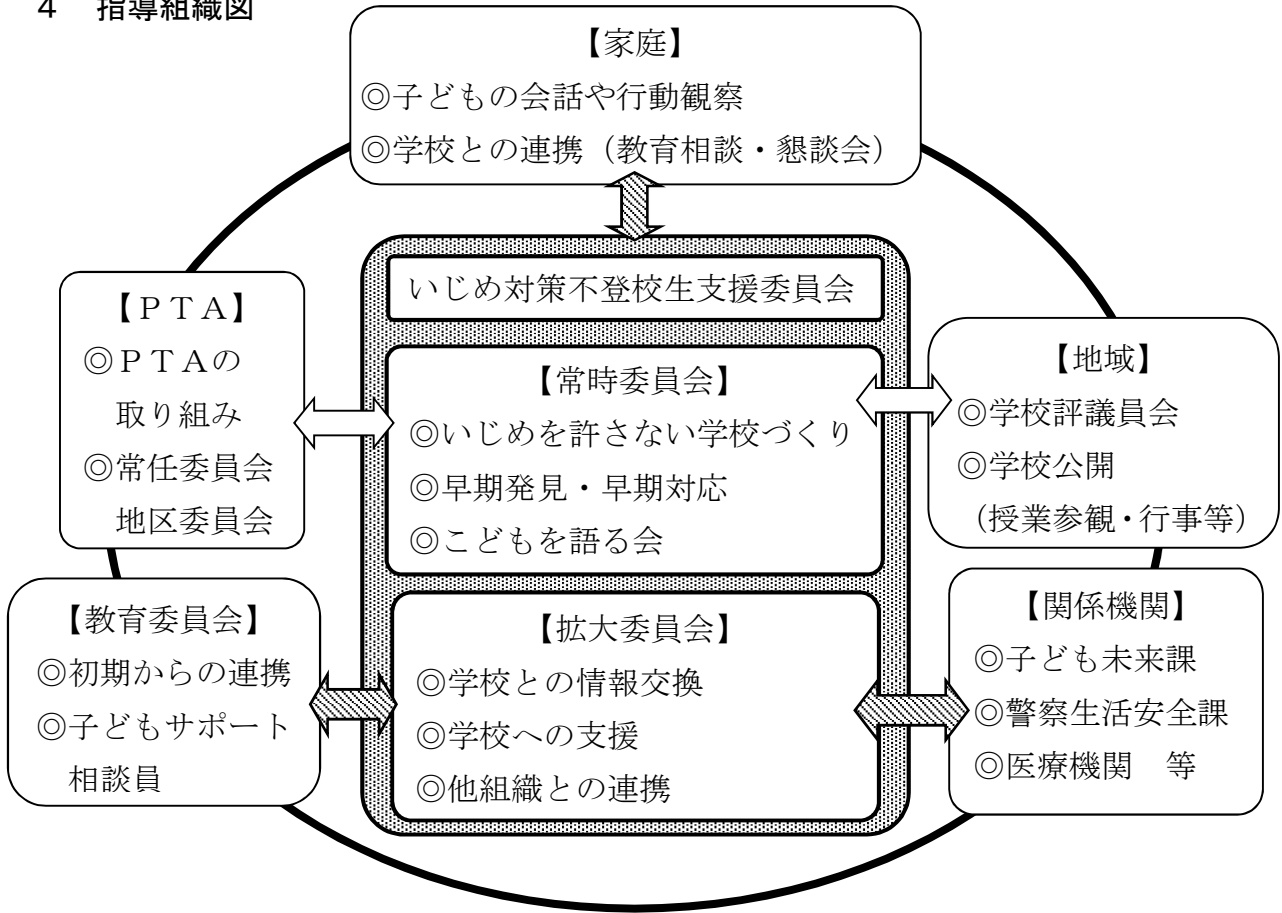 4　指導組織図
【家庭】
◎子どもの会話や行動観察
◎学校との連携（教育相談・懇談会）
いじめ対策不登校生支援委員会
【ＰＴＡ】
◎ＰＴＡの
取り組み
◎常任委員会
地区委員会
【常時委員会】
◎いじめを許さない学校づくり
◎早期発見・早期対応
◎こどもを語る会
【地域】
◎学校評議員会
◎学校公開
（授業参観・行事等）
【教育委員会】
◎初期からの連携
◎子どもサポート
相談員
【拡大委員会】
◎学校との情報交換
◎学校への支援
◎他組織との連携
【関係機関】
◎子ども未来課
◎警察生活安全課
◎医療機関　等